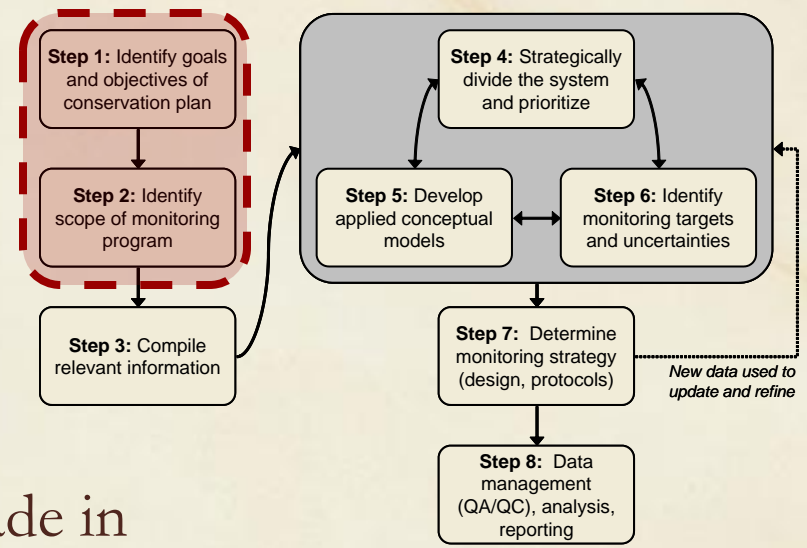 Step 1: Identify goals
and objectives of
conservation plan
Step 2: Identify
scope of monitoring
program
Step 3: Compile
relevant information
Step 4: Strategically
divide the system
and prioritize
Step 5: Develop
applied conceptual
models
Step 6: Identify
monitoring targets
and uncertainties
Step 7: Determine
monitoring strategy
(design, protocols)
New data used to
update and refine
Step 8: Data
management
(QA/QC), analysis,
reporting
in